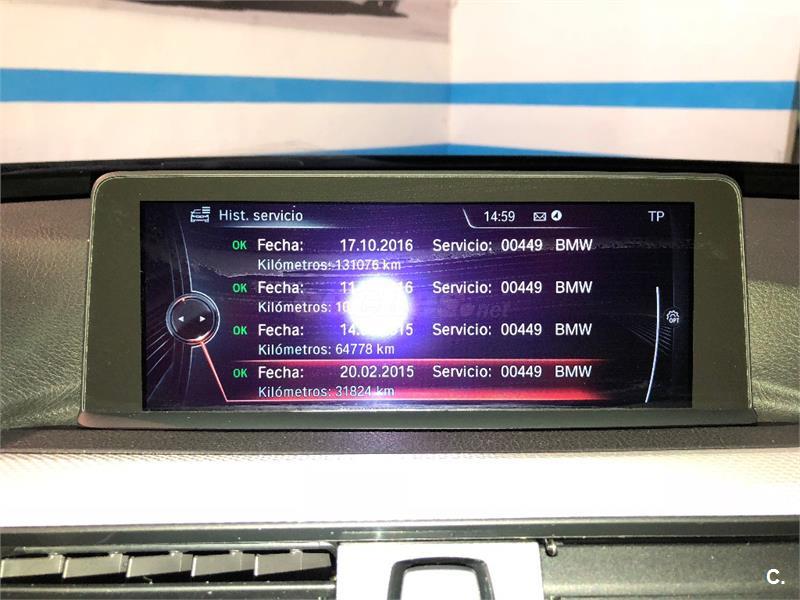 Hist. servicio 14:59 TP
OK Fecha: 17.10.2016 Servicio: 00449 BMW
Kilómetros: 131076 km
OK Fecha: Servicio: 00449 BMW
Kilómetros:
OK Fecha: Servicio: 00449 BMW
Kilómetros: 64778 km
OK Fecha: 20.02.2015 Servicio: 00449 BMW
Kilómetros: 31824 km
OPT
C.